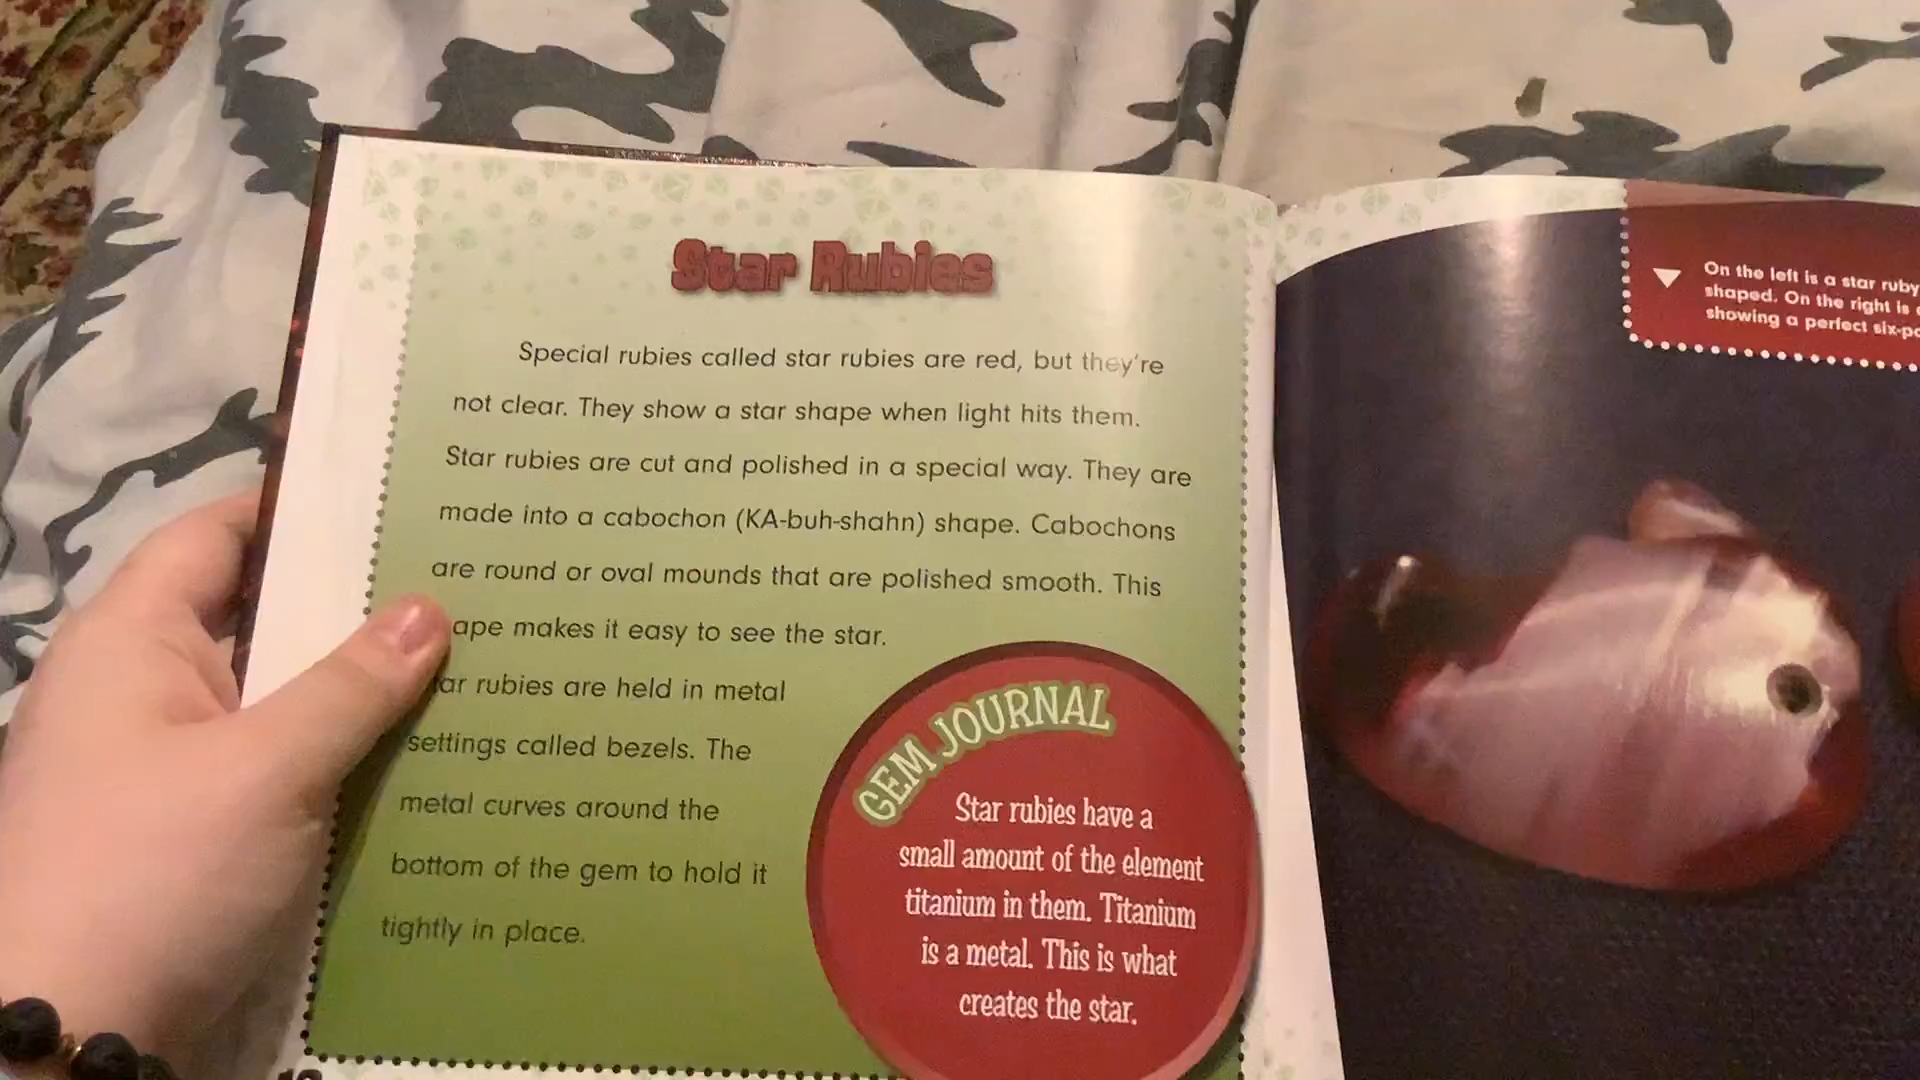 Star Rubies
Special rubies called star rubies are red, but they're
not clear. They show a star shape when light hits them.
Star rubies are cut and polished in a special way. They are
made into a cabochon (KA-buh-shahn) shape. Cabochons
are round or oval mounds that are polished smooth. This
ape makes it easy to see the star.
ar rubies are held in metal
settings called bezels. The
metal curves around the
bottom of the gem to hold it
tightly in place.
GEM JOURNAL
Star rubies have a
small amount of the element
titanium in them. Titanium
is a metal. This is what
creates the star.
On the left is a star ruby
shaped. On the right is
showing a perfect six-po